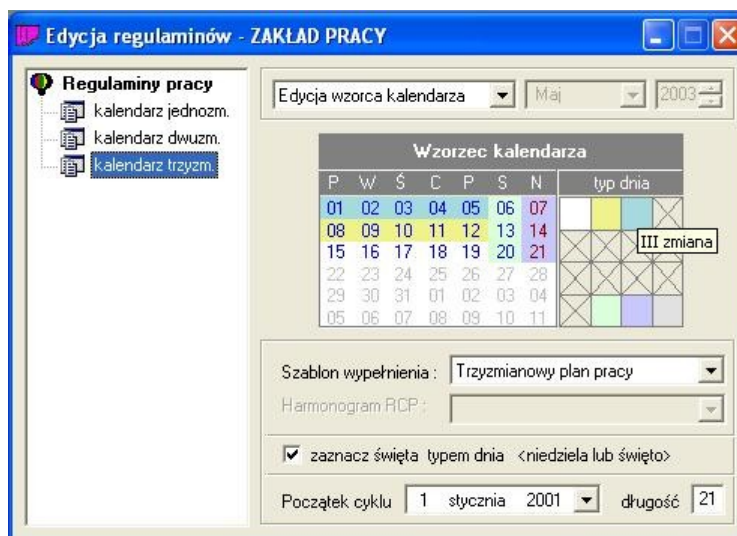 Edycja regulaminów - ZAKŁAD PRACY
Regulaminy pracy
kalendarz jednozm.
kalendarz dwuzm.
kalendarz trzyzm.
Edycja wzorca kalendarza Maj 2003
Wzorzec kalendarza
P W Ś C P S N typ dnia
01 02 03 04 05 06 07
08 09 10 11 12 13 14
III zmiana
15 16 17 18 19 20 21
22 23 24 25 26 27 28
29 30 31 01 02 03 04
05 06 07 08 09 10 11
Szablon wypełnienia : Trzyzmianowy plan pracy
Harmonogram RCP :
zaznacz święta typem dnia <niedziela lub święto>
Początek cyklu 1 stycznia 2001 długość 21